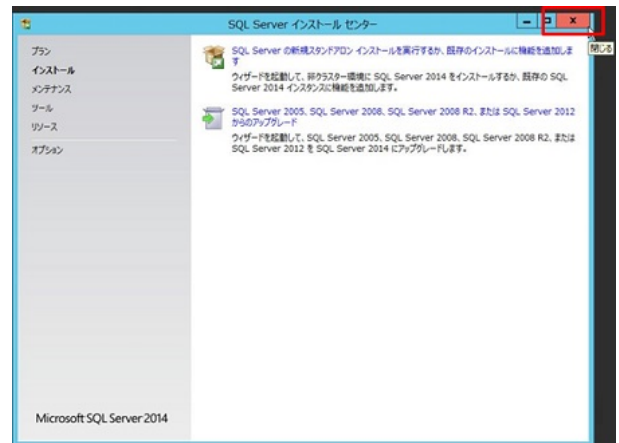 SQL Server インストール センター
閉じる
プラン
インストール
メンテナンス
ツール
リソース
オプション
SQL Server の新規スタンドアロン インストールを実行するか、既存のインストールに機能を追加しま
す
ウィザードを起動して、非クラスター環境に SQL Server 2014 をインストールするか、既存の SQL
Server 2014 インスタンスに機能を追加します。
SQL Server 2005、SQL Server 2008、SQL Server 2008 R2、または SQL Server 2012
からのアップグレード
ウィザードを起動して、SQL Server 2005、SQL Server 2008、SQL Server 2008 R2、または
SQL Server 2012 を SQL Server 2014 にアップグレードします。
Microsoft SQL Server 2014